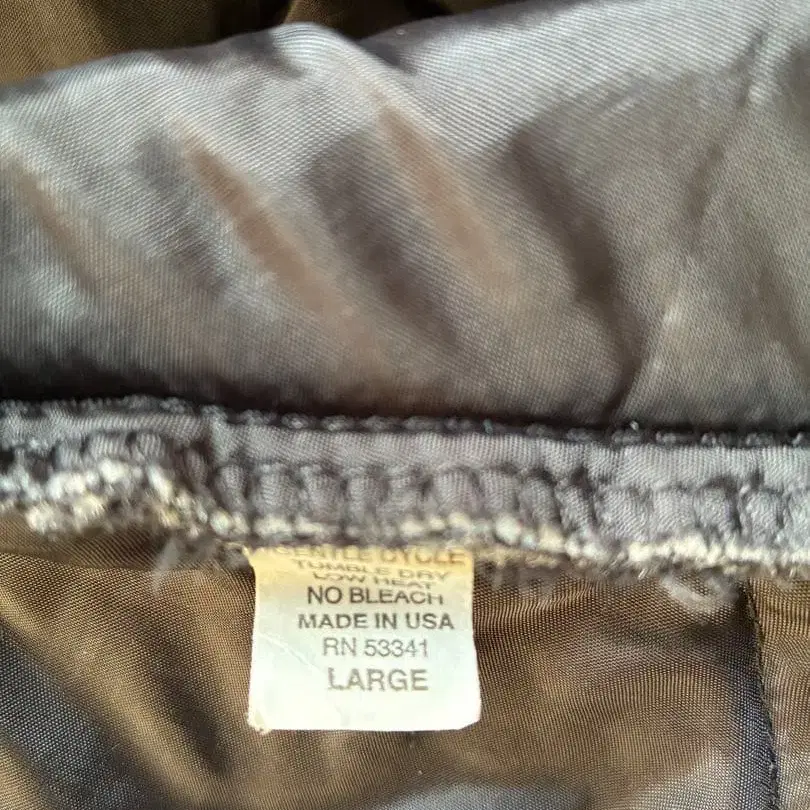 GENTLE CYCLE
TUMBLE DRY
LOW HEAT
NO BLEACH
MADE IN USA
RN 53341
LARGE